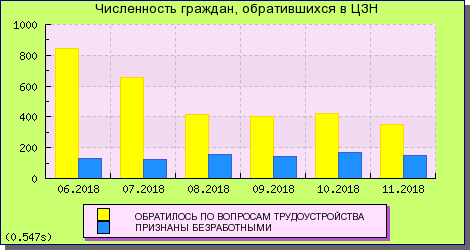 Численность граждан, обратившихся в ЦЗН
1000
800
600
400
200
0
06.2018 07.2018 08.2018 09.2018 10.2018 11.2018
ОБРАТИЛОСЬ ПО ВОПРОСАМ ТРУДОУСТРОЙСТВА
ПРИЗНАНЫ БЕЗРАБОТНЫМИ
(0.547s)